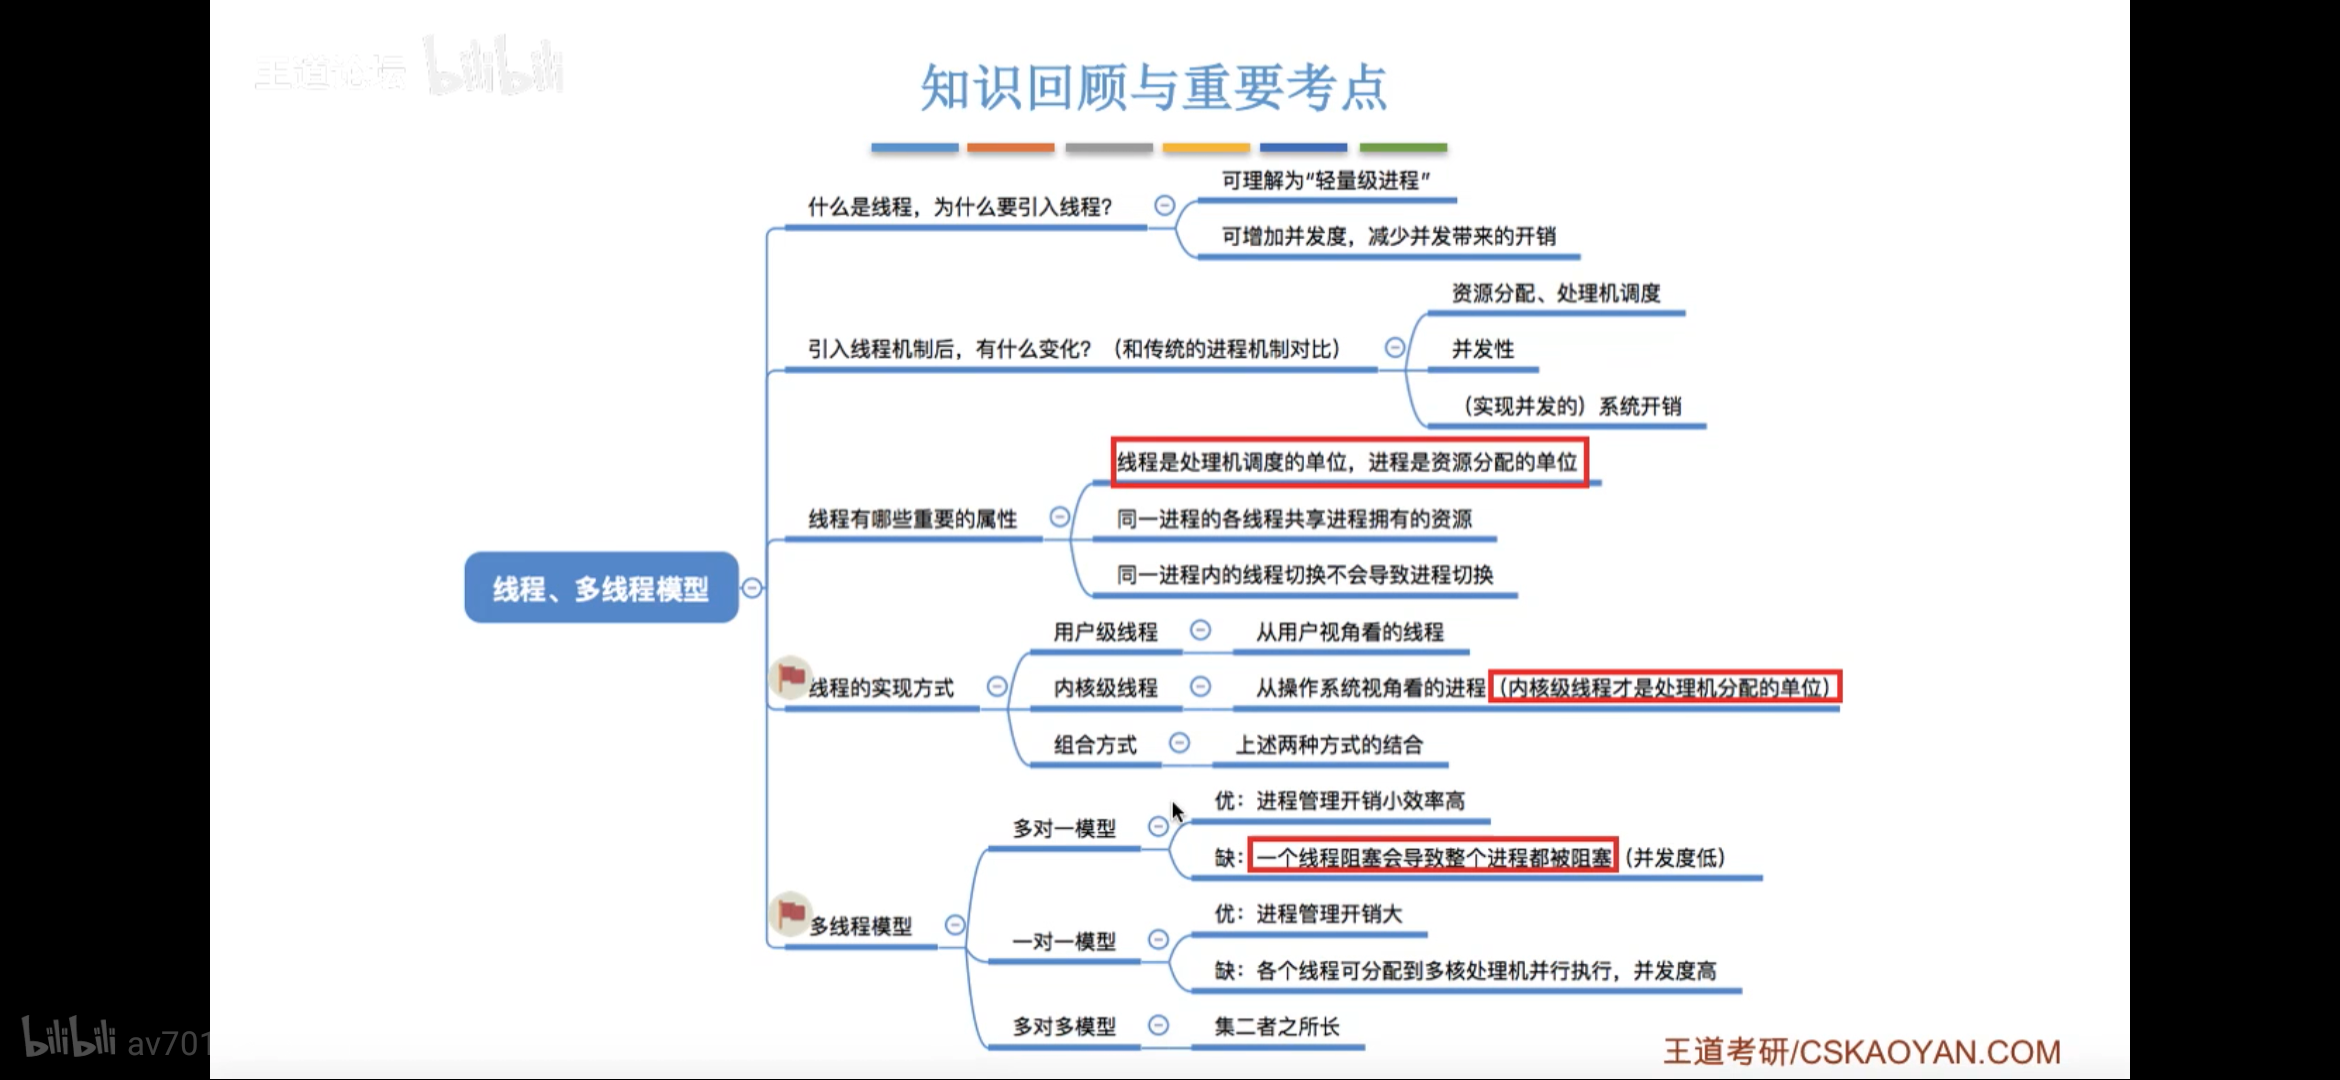 王道论坛 bilibili
知识回顾与重要考点
什么是线程，为什么要引入线程？
可理解为“轻量级进程”
可增加并发度，减少并发带来的开销
引入线程机制后，有什么变化？（和传统的进程机制对比）
资源分配、处理机调度
并发性
（实现并发的）系统开销
线程有哪些重要的属性
线程是处理机调度的单位，进程是资源分配的单位
同一进程的各线程共享进程拥有的资源
同一进程内的线程切换不会导致进程切换
线程、多线程模型
线程的实现方式
用户级线程
从用户视角看的线程
内核级线程
从操作系统视角看的进程（内核级线程才是处理机分配的单位）
组合方式
上述两种方式的结合
多线程模型
多对一模型
优：进程管理开销小效率高
缺：一个线程阻塞会导致整个进程都被阻塞（并发度低）
一对一模型
优：进程管理开销大
缺：各个线程可分配到多核处理机并行执行，并发度高
多对多模型
集二者之所长
bilibili av701
王道考研/CSKAOYAN.COM